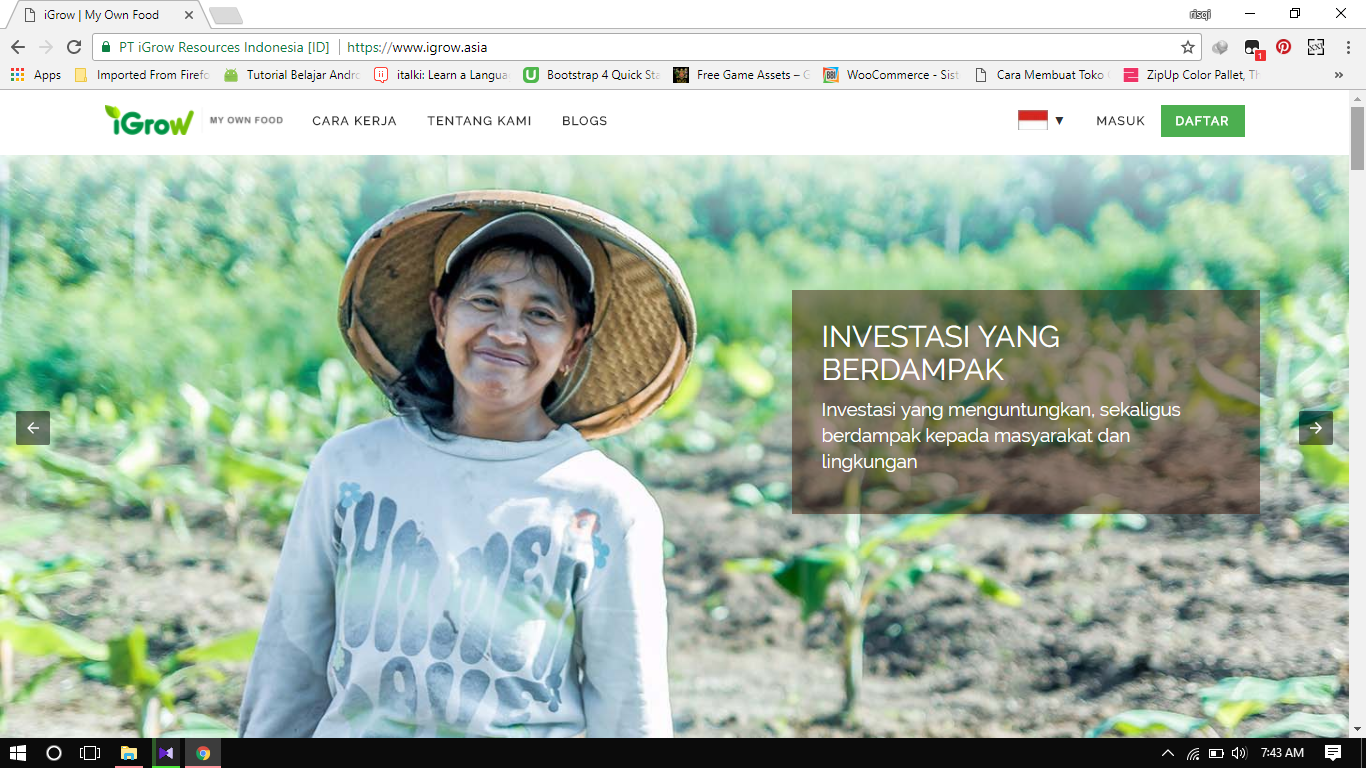 iGrow | My Own Food
risqi
PT iGrow Resources Indonesia [ID]
https://www.igrow.asia
1
Apps
Imported From Firefo
Tutorial Belajar Andro
italki: Learn a Langua
Bootstrap 4 Quick Sta
Free Game Assets – G
WooCommerce - Sist
Cara Membuat Toko
ZipUp Color Pallet, Th
iGrow
MY OWN FOOD
CARA KERJA
TENTANG KAMI
BLOGS
MASUK
DAFTAR
INVESTASI YANG
BERDAMPAK
Investasi yang menguntungkan, sekaligus
berdampak kepada masyarakat dan
lingkungan
7:43 AM